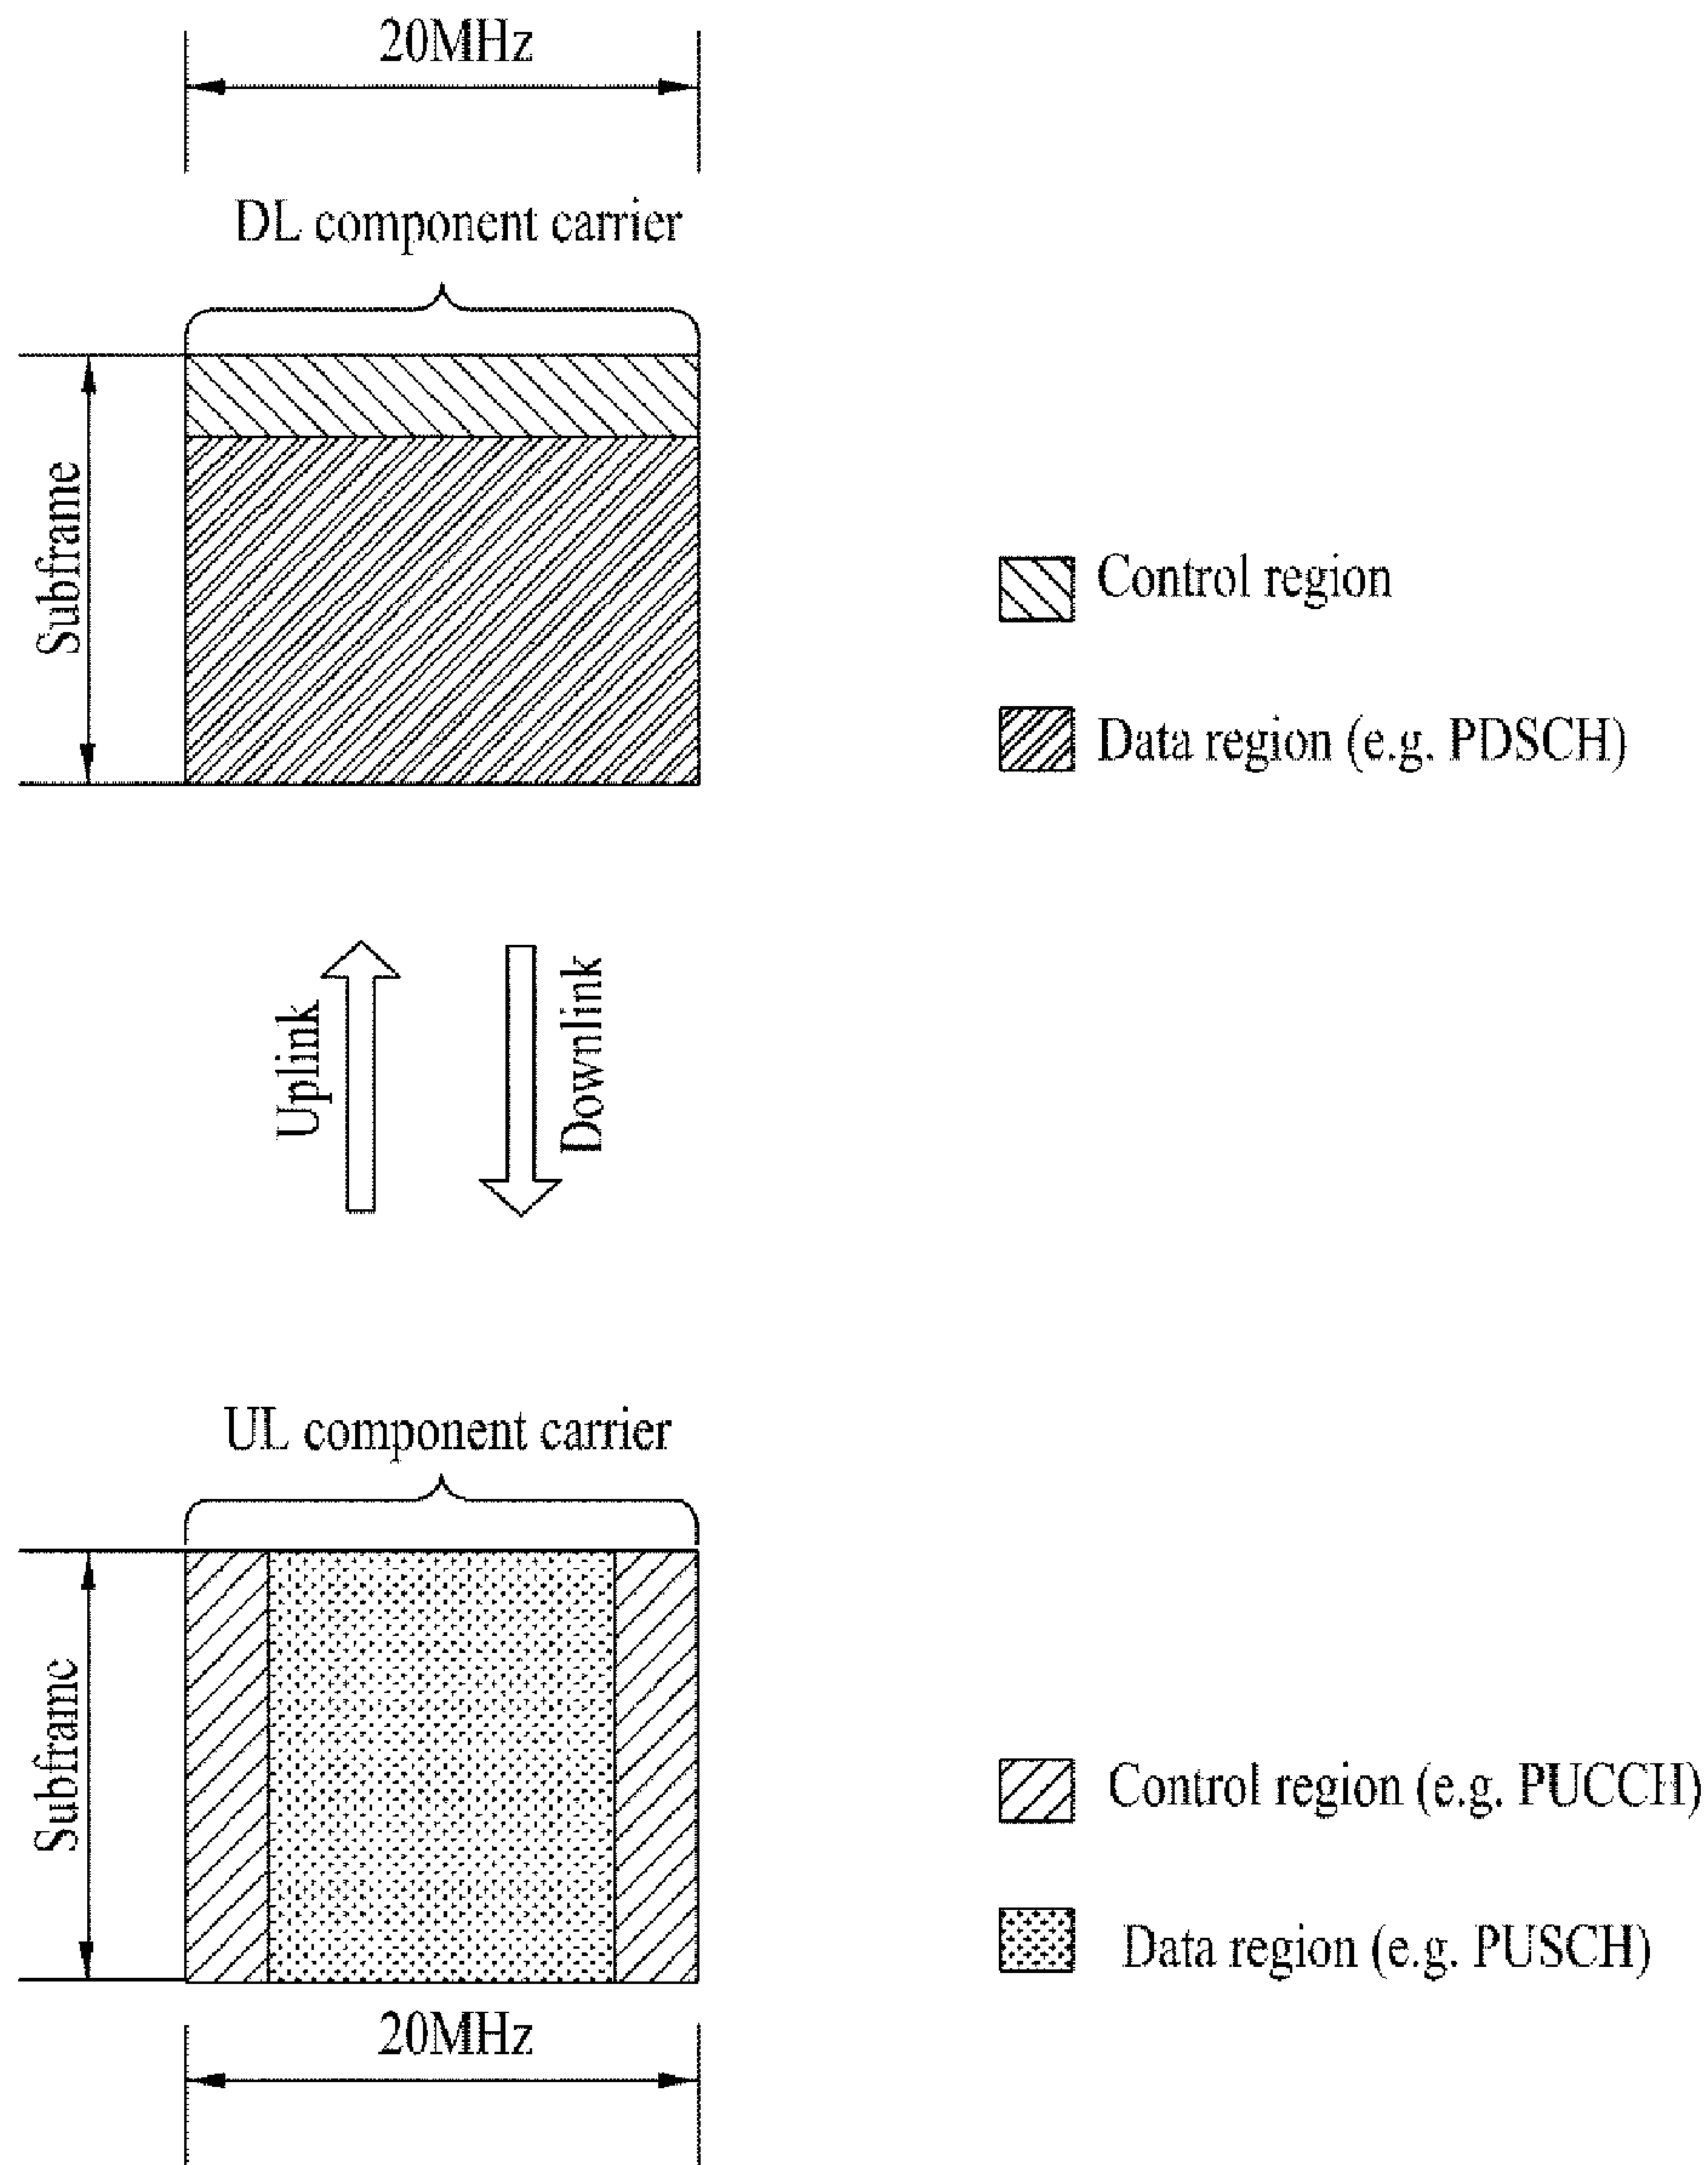 20MHz
DL component carrier
Subframe
Control region
Data region (e.g. PDSCH)
Uplink
Downlink
UL component carrier
Subframe
Control region (e.g. PUCCH)
Data region (e.g. PUSCH)
20MHz